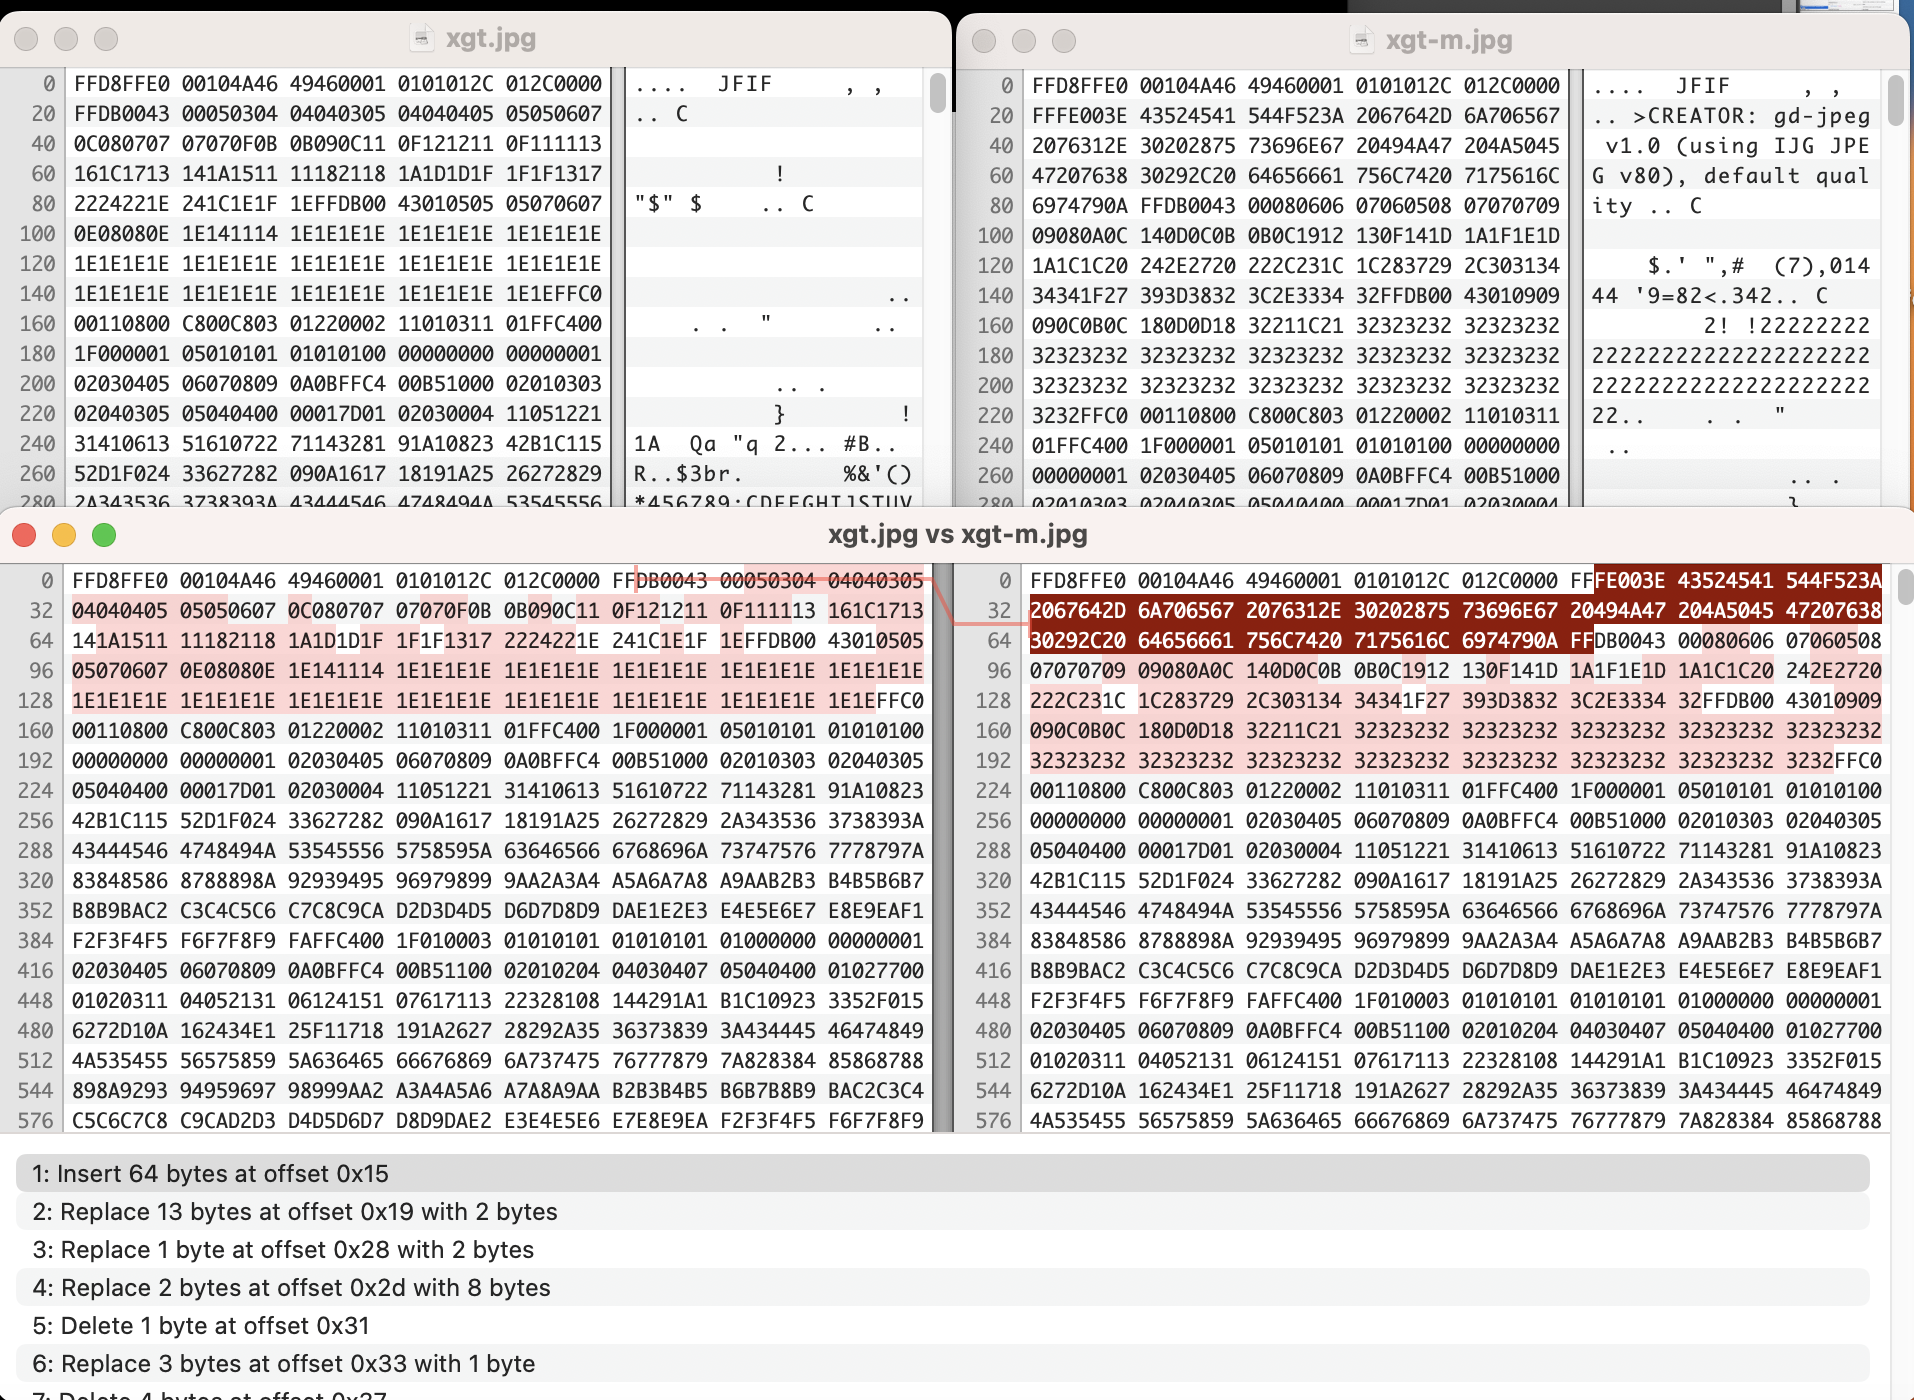 xgt.jpg
0 FFD8FFE0 00104A46 49460001 0101012C 012C0000 .... JFIF , ,
20 FFDB0043 00050304 04040305 04040405 05050607 .. C
40 0C080707 07070F0B 0B090C11 0F121211 0F111113
60 161C1713 141A1511 11182118 1A1D1D1F 1F1F1317 !
80 2224221E 241C1E1F 1EFFDB00 43010505 05070607 "$" $ .. C
100 0E08080E 1E141114 1E1E1E1E 1E1E1E1E 1E1E1E1E
120 1E1E1E1E 1E1E1E1E 1E1E1E1E 1E1E1E1E 1E1E1E1E
140 1E1E1E1E 1E1E1E1E 1E1E1E1E 1E1E1E1E 1E1EFFC0 ..
160 00110800 C800C803 01220002 11010311 01FFC400 . . " ..
180 1F000001 05010101 01010100 00000000 00000001
200 02030405 06070809 0A0BFFC4 00B51000 02010303 .. .
220 02040305 05040400 00017D01 02030004 11051221 } !
240 31410613 51610722 71143281 91A10823 42B1C115 1A Qa "q 2... #B..
260 52D1F024 33627282 090A1617 18191A25 26272829 R..$3br. %&'()
280 2A343536 3738393A 43444546 4748494A 53545556 *456789:CDEFGHIJSTUV
xgt-m.jpg
0 FFD8FFE0 00104A46 49460001 0101012C 012C0000 .... JFIF , ,
20 FFFE003E 43524541 544F523A 2067642D 6A706567 .. >CREATOR: gd-jpeg
40 2076312E 30202875 73696E67 20494A47 204A5045 v1.0 (using IJG JPE
60 47207638 30292C20 64656661 756C7420 7175616C G v80), default qual
80 6974790A FFDB0043 00080606 07060508 07070709 ity .. C
100 09080A0C 140D0C0B 0B0C1912 130F141D 1A1F1E1D
120 1A1C1C20 242E2720 222C231C 1C283729 2C303134 $.' ",# (7),014
140 34341F27 393D3832 3C2E3334 32FFDB00 43010909 44 '9=82<.342.. C
160 090C0B0C 180D0D18 32211C21 32323232 32323232 2! !22222222
180 32323232 32323232 32323232 32323232 32323232 22222222222222222222
200 32323232 32323232 32323232 32323232 32323232 22222222222222222222
220 3232FFC0 00110800 C800C803 01220002 11010311 22.. . . "
240 01FFC400 1F000001 05010101 01010100 00000000 ..
260 00000001 02030405 06070809 0A0BFFC4 00B51000 .. .
280 02010303 02040305 05040400 00017D01 02030004 }
xgt.jpg vs xgt-m.jpg
0 FFD8FFE0 00104A46 49460001 0101012C 012C0000 FFDB0043 00050304 04040305
32 04040405 05050607 0C080707 07070F0B 0B090C11 0F121211 0F111113 161C1713
64 141A1511 11182118 1A1D1D1F 1F1F1317 2224221E 241C1E1F 1EFFDB00 43010505
96 05070607 0E08080E 1E141114 1E1E1E1E 1E1E1E1E 1E1E1E1E 1E1E1E1E 1E1E1E1E
128 1E1E1E1E 1E1E1E1E 1E1E1E1E 1E1E1E1E 1E1E1E1E 1E1E1E1E 1E1E1E1E 1E1EFFC0
160 00110800 C800C803 01220002 11010311 01FFC400 1F000001 05010101 01010100
192 00000000 00000001 02030405 06070809 0A0BFFC4 00B51000 02010303 02040305
224 05040400 00017D01 02030004 11051221 31410613 51610722 71143281 91A10823
256 42B1C115 52D1F024 33627282 090A1617 18191A25 26272829 2A343536 3738393A
288 43444546 4748494A 53545556 5758595A 63646566 6768696A 73747576 7778797A
320 83848586 8788898A 92939495 96979899 9AA2A3A4 A5A6A7A8 A9AAB2B3 B4B5B6B7
352 B8B9BAC2 C3C4C5C6 C7C8C9CA D2D3D4D5 D6D7D8D9 DAE1E2E3 E4E5E6E7 E8E9EAF1
384 F2F3F4F5 F6F7F8F9 FAFFC400 1F010003 01010101 01010101 01000000 00000001
416 02030405 06070809 0A0BFFC4 00B51100 02010204 04030407 05040400 01027700
448 01020311 04052131 06124151 07617113 22328108 144291A1 B1C10923 3352F015
480 6272D10A 162434E1 25F11718 191A2627 28292A35 36373839 3A434445 46474849
512 4A535455 56575859 5A636465 66676869 6A737475 76777879 7A828384 85868788
544 898A9293 94959697 98999AA2 A3A4A5A6 A7A8A9AA B2B3B4B5 B6B7B8B9 BAC2C3C4
576 C5C6C7C8 C9CAD2D3 D4D5D6D7 D8D9DAE2 E3E4E5E6 E7E8E9EA F2F3F4F5 F6F7F8F9
0 FFD8FFE0 00104A46 49460001 0101012C 012C0000 FFFE003E 43524541 544F523A
32 2067642D 6A706567 2076312E 30202875 73696E67 20494A47 204A5045 47207638
64 30292C20 64656661 756C7420 7175616C 6974790A FFDB0043 00080606 07060508
96 07070709 09080A0C 140D0C0B 0B0C1912 130F141D 1A1F1E1D 1A1C1C20 242E2720
128 222C231C 1C283729 2C303134 34341F27 393D3832 3C2E3334 32FFDB00 43010909
160 090C0B0C 180D0D18 32211C21 32323232 32323232 32323232 32323232 32323232
192 32323232 32323232 32323232 32323232 32323232 32323232 32323232 3232FFC0
224 00110800 C800C803 01220002 11010311 01FFC400 1F000001 05010101 01010100
256 00000000 00000001 02030405 06070809 0A0BFFC4 00B51000 02010303 02040305
288 05040400 00017D01 02030004 11051221 31410613 51610722 71143281 91A10823
320 42B1C115 52D1F024 33627282 090A1617 18191A25 26272829 2A343536 3738393A
352 43444546 4748494A 53545556 5758595A 63646566 6768696A 73747576 7778797A
384 83848586 8788898A 92939495 96979899 9AA2A3A4 A5A6A7A8 A9AAB2B3 B4B5B6B7
416 B8B9BAC2 C3C4C5C6 C7C8C9CA D2D3D4D5 D6D7D8D9 DAE1E2E3 E4E5E6E7 E8E9EAF1
448 F2F3F4F5 F6F7F8F9 FAFFC400 1F010003 01010101 01010101 01000000 00000001
480 02030405 06070809 0A0BFFC4 00B51100 02010204 04030407 05040400 01027700
512 01020311 04052131 06124151 07617113 22328108 144291A1 B1C10923 3352F015
544 6272D10A 162434E1 25F11718 191A2627 28292A35 36373839 3A434445 46474849
576 4A535455 56575859 5A636465 66676869 6A737475 76777879 7A828384 85868788
1: Insert 64 bytes at offset 0x15
2: Replace 13 bytes at offset 0x19 with 2 bytes
3: Replace 1 byte at offset 0x28 with 2 bytes
4: Replace 2 bytes at offset 0x2d with 8 bytes
5: Delete 1 byte at offset 0x31
6: Replace 3 bytes at offset 0x33 with 1 byte
7: Delete 4 bytes at offset 0x37